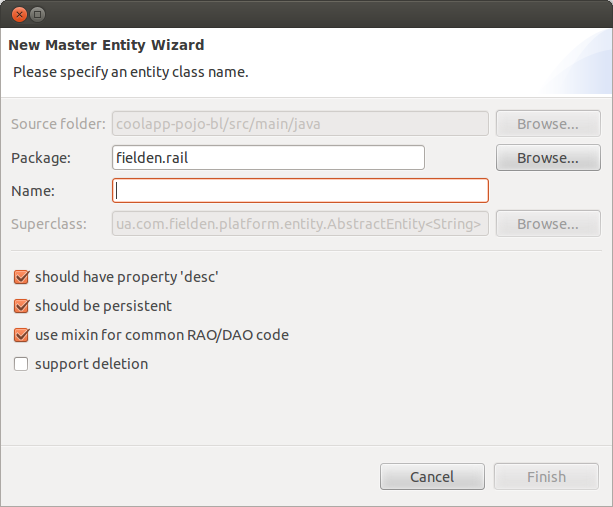 New Master Entity Wizard
Please specify an entity class name.
Source folder: coolapp-pojo-bl/src/main/java Browse...
Package: fielden.rail Browse...
Name:
Superclass: ua.com.fielden.platform.entity.AbstractEntity<String> Browse...
should have property 'desc'
should be persistent
use mixin for common RAO/DAO code
support deletion
Cancel Finish